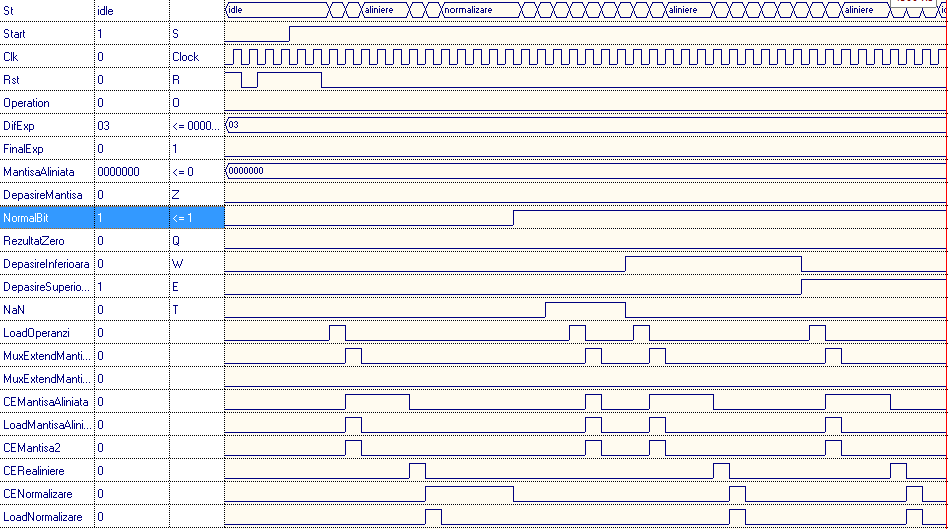 St idle idle aliniere normalizare aliniere aliniere
Start 1 S
Clk 0 Clock
Rst 0 R
Operation 0 O
DifExp 03 <= 0000... 03
FinalExp 0 1
MantisaAliniata 0000000 <= 0 0000000
DepasireMantisa 0 Z
NormalBit 1 <= 1
RezultatZero 0 Q
DepasireInferioara 0 W
DepasireSuperio... 1 E
NaN 0 T
LoadOperanzi 0
MuxExtendManti... 0
MuxExtendManti... 0
CEMantisaAliniata 0
LoadMantisaAlini... 0
CEMantisa2 0
CERealiniere 0
CENormalizare 0
LoadNormalizare 0